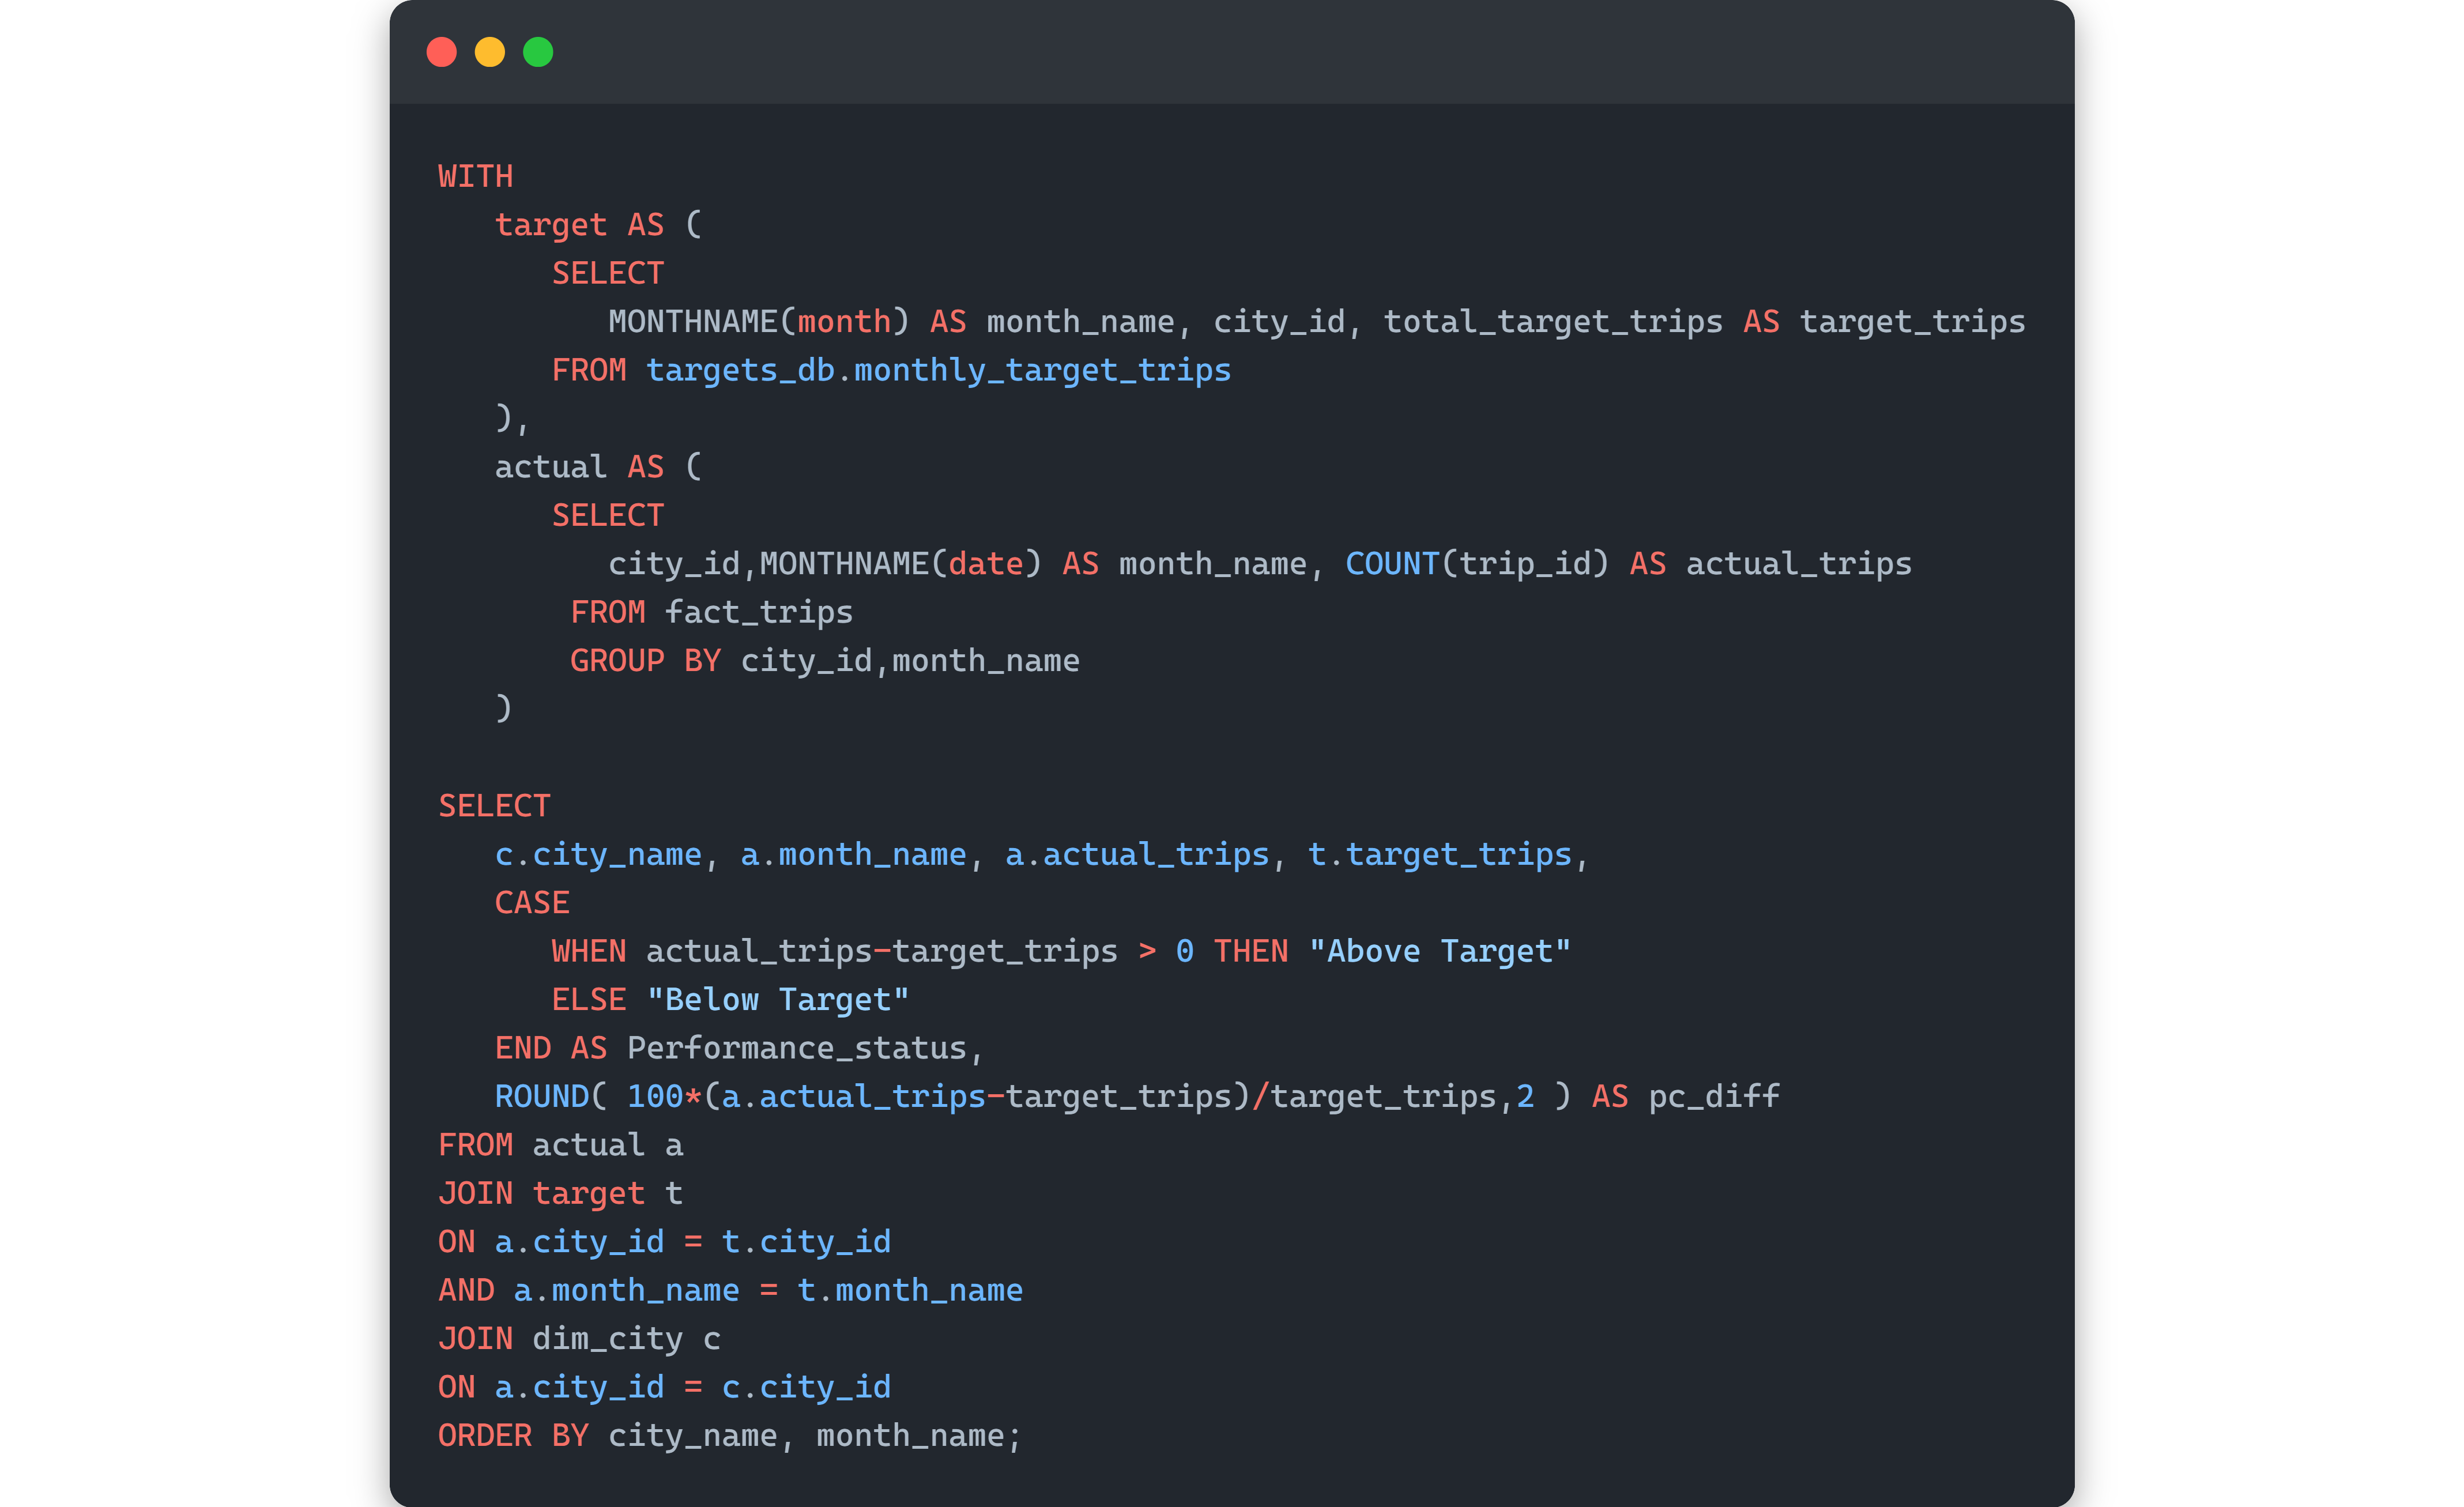 WITH
target AS (
SELECT
MONTHNAME(month) AS month_name, city_id, total_target_trips AS target_trips
FROM targets_db.monthly_target_trips
),
actual AS (
SELECT
city_id,MONTHNAME(date) AS month_name, COUNT(trip_id) AS actual_trips
FROM fact_trips
GROUP BY city_id,month_name
)
SELECT
c.city_name, a.month_name, a.actual_trips, t.target_trips,
CASE
WHEN actual_trips-target_trips > 0 THEN "Above Target"
ELSE "Below Target"
END AS Performance_status,
ROUND( 100*(a.actual_trips-target_trips)/target_trips,2 ) AS pc_diff
FROM actual a
JOIN target t
ON a.city_id = t.city_id
AND a.month_name = t.month_name
JOIN dim_city c
ON a.city_id = c.city_id
ORDER BY city_name, month_name;